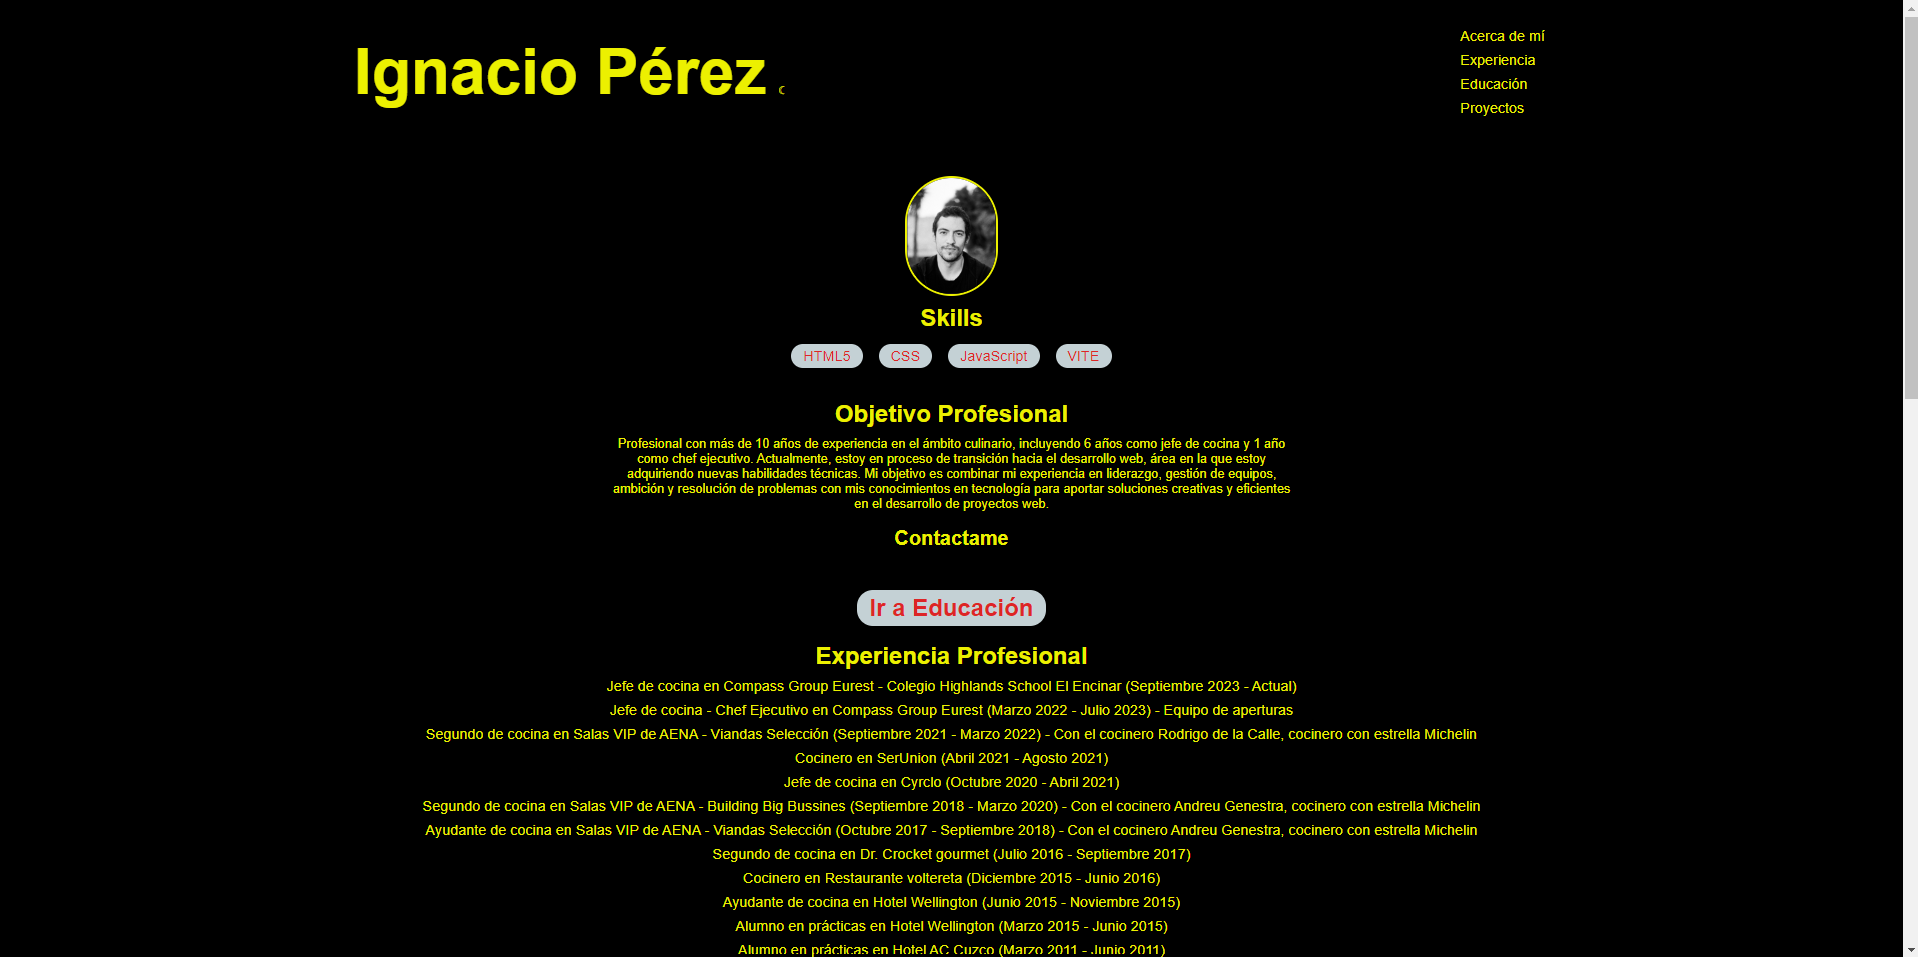 Ignacio Pérez
Acerca de mí
Experiencia
Educación
Proyectos
Skills
HTML5 CSS JavaScript VITE
Objetivo Profesional
Profesional con más de 10 años de experiencia en el ámbito culinario, incluyendo 6 años como jefe de cocina y 1 año
como chef ejecutivo. Actualmente, estoy en proceso de transición hacia el desarrollo web, área en la que estoy
adquiriendo nuevas habilidades técnicas. Mi objetivo es combinar mi experiencia en liderazgo, gestión de equipos,
ambición y resolución de problemas con mis conocimientos en tecnología para aportar soluciones creativas y eficientes
en el desarrollo de proyectos web.
Contactame
Ir a Educación
Experiencia Profesional
Jefe de cocina en Compass Group Eurest - Colegio Highlands School El Encinar (Septiembre 2023 - Actual)
Jefe de cocina - Chef Ejecutivo en Compass Group Eurest (Marzo 2022 - Julio 2023) - Equipo de aperturas
Segundo de cocina en Salas VIP de AENA - Viandas Selección (Septiembre 2021 - Marzo 2022) - Con el cocinero Rodrigo de la Calle, cocinero con estrella Michelin
Cocinero en SerUnion (Abril 2021 - Agosto 2021)
Jefe de cocina en Cyrclo (Octubre 2020 - Abril 2021)
Segundo de cocina en Salas VIP de AENA - Building Big Bussines (Septiembre 2018 - Marzo 2020) - Con el cocinero Andreu Genestra, cocinero con estrella Michelin
Ayudante de cocina en Salas VIP de AENA - Viandas Selección (Octubre 2017 - Septiembre 2018) - Con el cocinero Andreu Genestra, cocinero con estrella Michelin
Segundo de cocina en Dr. Crocket gourmet (Julio 2016 - Septiembre 2017)
Cocinero en Restaurante voltereta (Diciembre 2015 - Junio 2016)
Ayudante de cocina en Hotel Wellington (Junio 2015 - Noviembre 2015)
Alumno en prácticas en Hotel Wellington (Marzo 2015 - Junio 2015)
Alumno en prácticas en Hotel AC Cuzco (Marzo 2011 - Junio 2011)